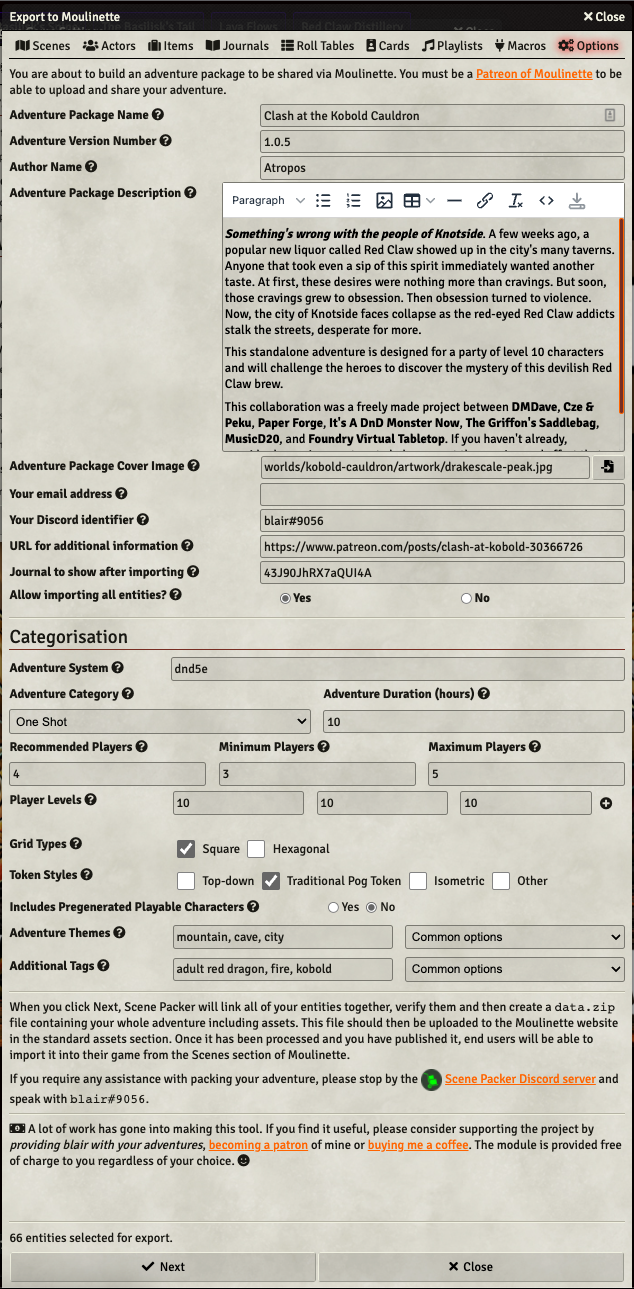 Export to Moulinette
Close
Scenes Actors Items Journals Roll Tables Cards Playlists Macros Options
You are about to build an adventure package to be shared via Moulinette. You must be a Patreon of Moulinette to be
able to upload and share your adventure.
Adventure Package Name
Clash at the Kobold Cauldron
Adventure Version Number
1.0.5
Author Name
Atropos
Adventure Package Description
Paragraph
Something's wrong with the people of Knotside. A few weeks ago, a
popular new liquor called Red Claw showed up in the city's many taverns.
Anyone that took even a sip of this spirit immediately wanted another
taste. At first, these desires were nothing more than cravings. But soon,
those cravings grew to obsession. Then obsession turned to violence.
Now, the city of Knotside faces collapse as the red-eyed Red Claw addicts
stalk the streets, desperate for more.
This standalone adventure is designed for a party of level 10 characters
and will challenge the heroes to discover the mystery of this devilish Red
Claw brew.
This collaboration was a freely made project between DMDave, Cze &
Peku, Paper Forge, It's A DnD Monster Now, The Griffon's Saddlebag,
MusicD20, and Foundry Virtual Tabletop. If you haven't already,
Adventure Package Cover Image
worlds/kobold-cauldron/artwork/drakescale-peak.jpg
Your email address
Your Discord identifier
blair#9056
URL for additional information
https://www.patreon.com/posts/clash-at-kobold-30366726
Journal to show after importing
43J90JhRX7aQUI4A
Allow importing all entities?
Yes No
Categorisation
Adventure System
dnd5e
Adventure Category
Adventure Duration (hours)
One Shot
10
Recommended Players Minimum Players Maximum Players
4 3 5
Player Levels
10 10 10
Grid Types
Square Hexagonal
Token Styles
Top-down Traditional Pog Token Isometric Other
Includes Pregenerated Playable Characters
Yes No
Adventure Themes
mountain, cave, city
Common options
Additional Tags
adult red dragon, fire, kobold
Common options
When you click Next, Scene Packer will link all of your entities together, verify them and then create a data.zip
file containing your whole adventure including assets. This file should then be uploaded to the Moulinette website
in the standard assets section. Once it has been processed and you have published it, end users will be able to
import it into their game from the Scenes section of Moulinette.
If you require any assistance with packing your adventure, please stop by the Scene Packer Discord server and
speak with blair#9056.
A lot of work has gone into making this tool. If you find it useful, please consider supporting the project by
providing blair with your adventures, becoming a patron of mine or buying me a coffee. The module is provided free
of charge to you regardless of your choice.
66 entities selected for export.
Next
Close